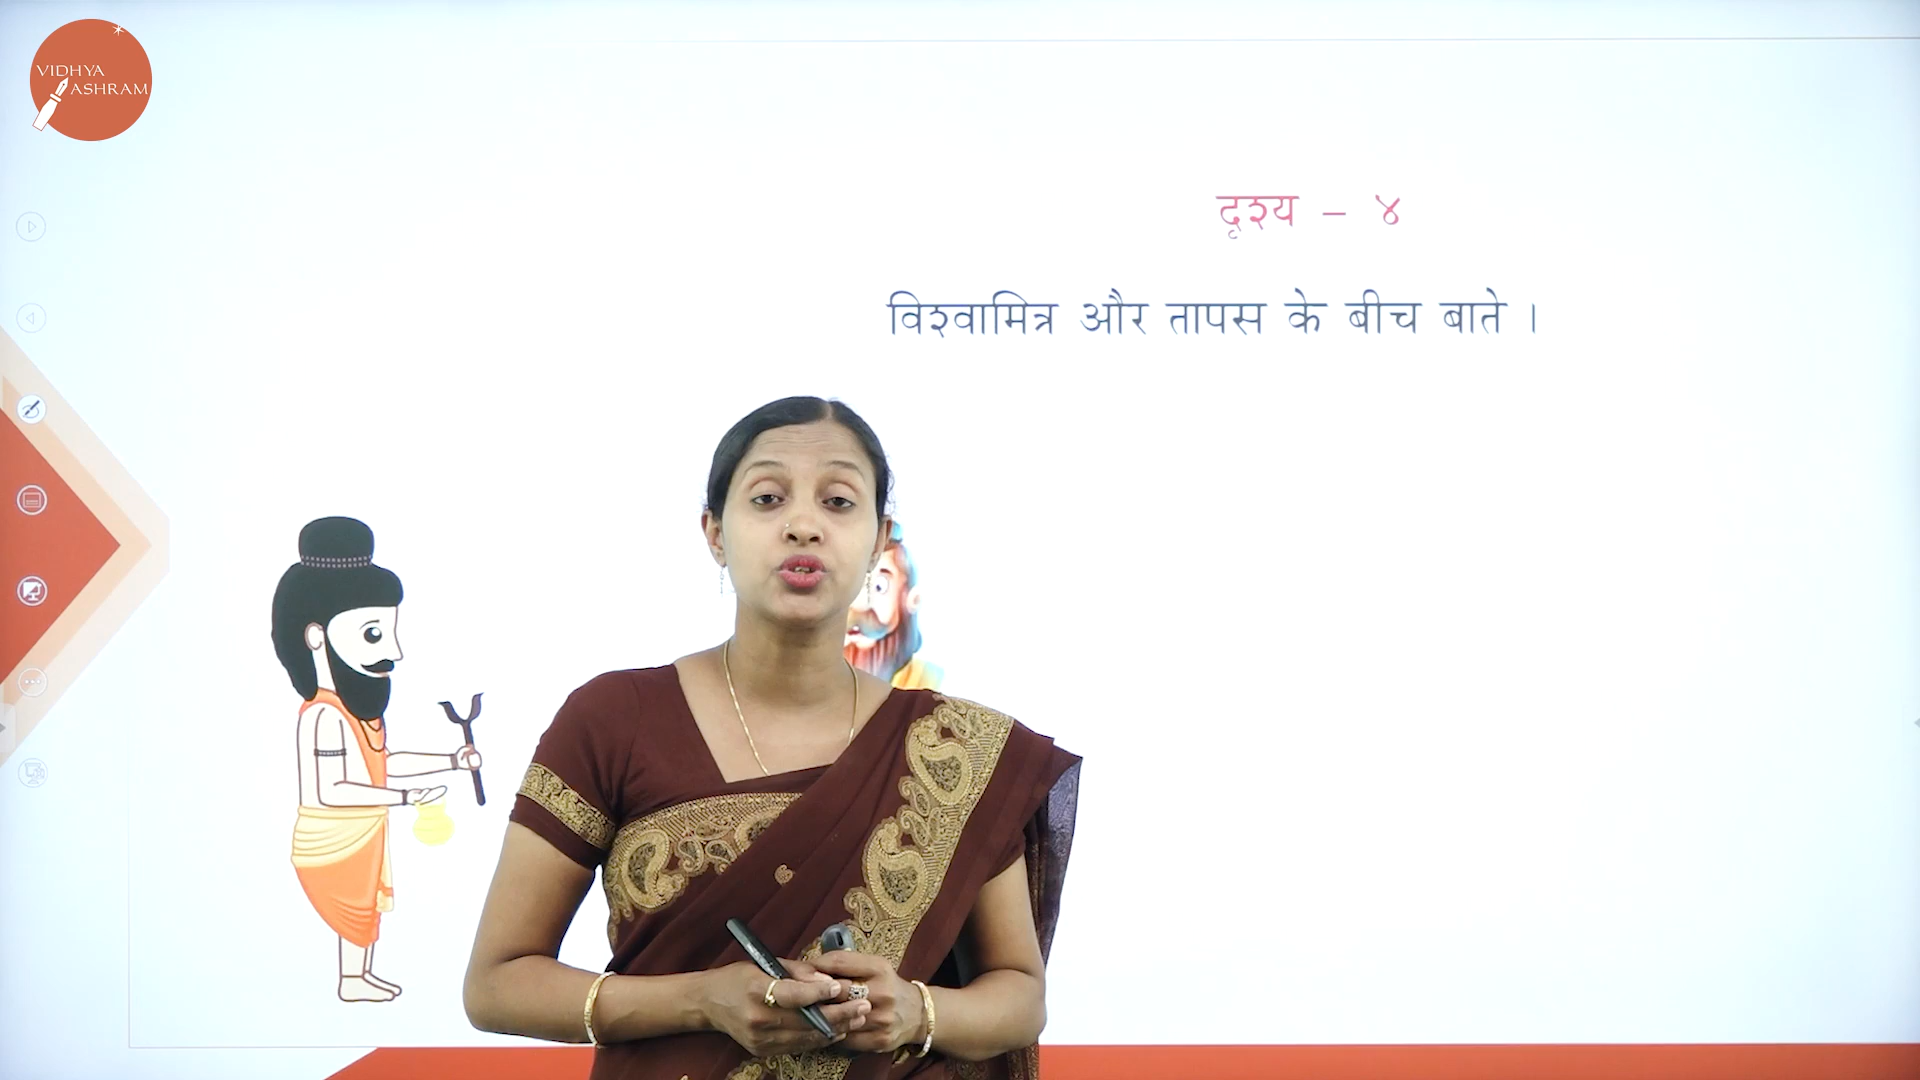 VIDHYA
ASHRAM
दृश्य – ४
विश्वामित्र और तापस के बीच बाते ।